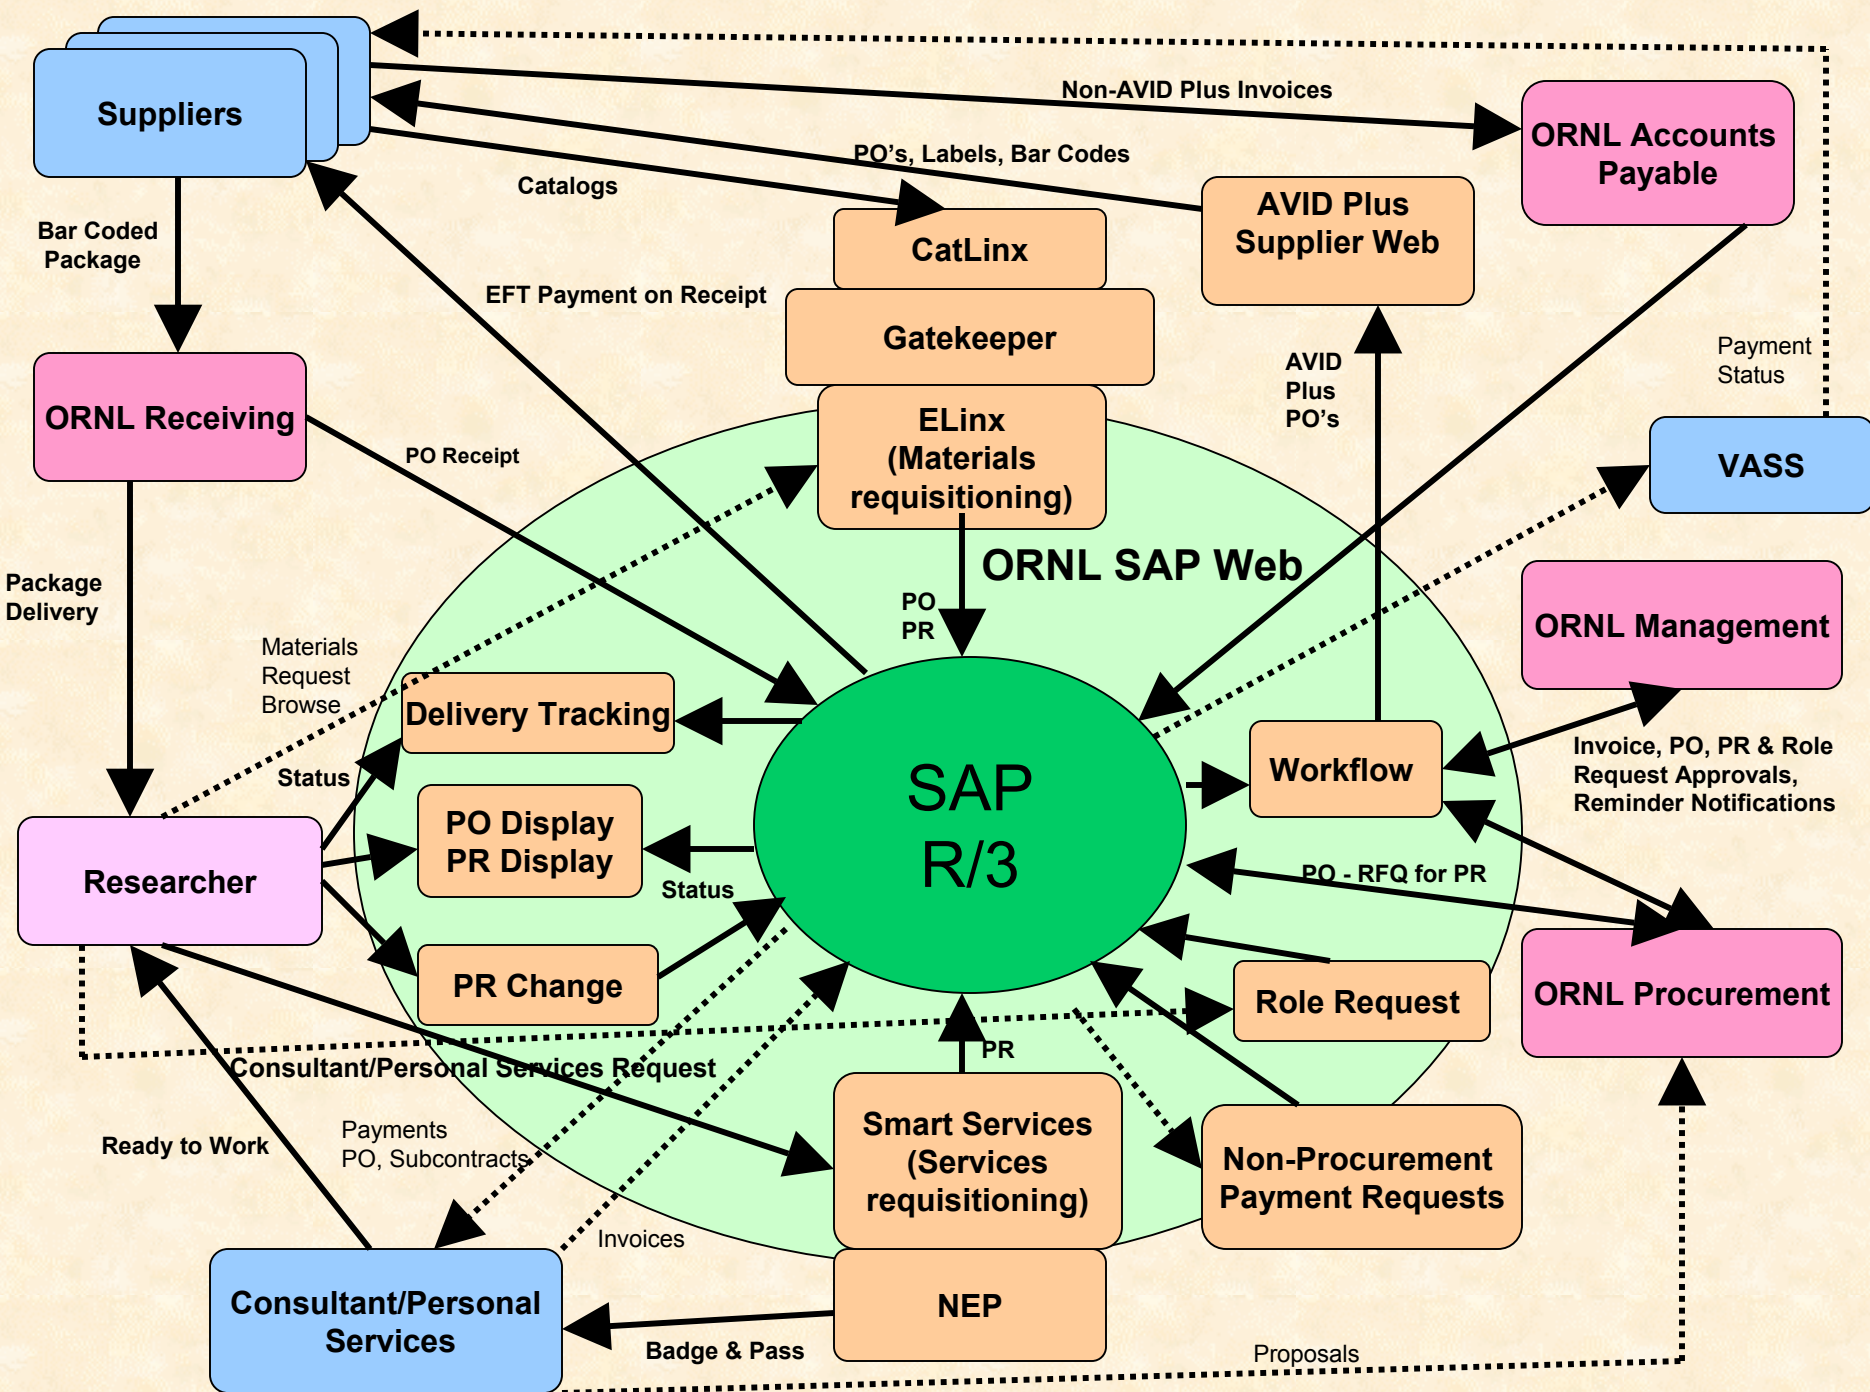 Suppliers
Non-AVID Plus Invoices
ORNL Accounts
Payable
PO's, Labels, Bar Codes
Catalogs
AVID Plus
Supplier Web
Bar Coded
Package
CatLinx
EFT Payment on Receipt
Gatekeeper
AVID
Plus
PO's
Payment
Status
ORNL Receiving
PO Receipt
ELinx
(Materials
requisitioning)
VASS
ORNL SAP Web
Package
Delivery
PO
PR
ORNL Management
Materials
Request
Browse
Delivery Tracking
Status
SAP
R/3
Workflow
Invoice, PO, PR & Role
Request Approvals,
Reminder Notifications
PO Display
PR Display
Researcher
Status
PO - RFQ for PR
PR Change
Role Request
ORNL Procurement
PR
Consultant/Personal Services Request
Ready to Work
Payments
PO, Subcontracts
Smart Services
(Services
requisitioning)
Non-Procurement
Payment Requests
Invoices
Consultant/Personal
Services
NEP
Badge & Pass
Proposals